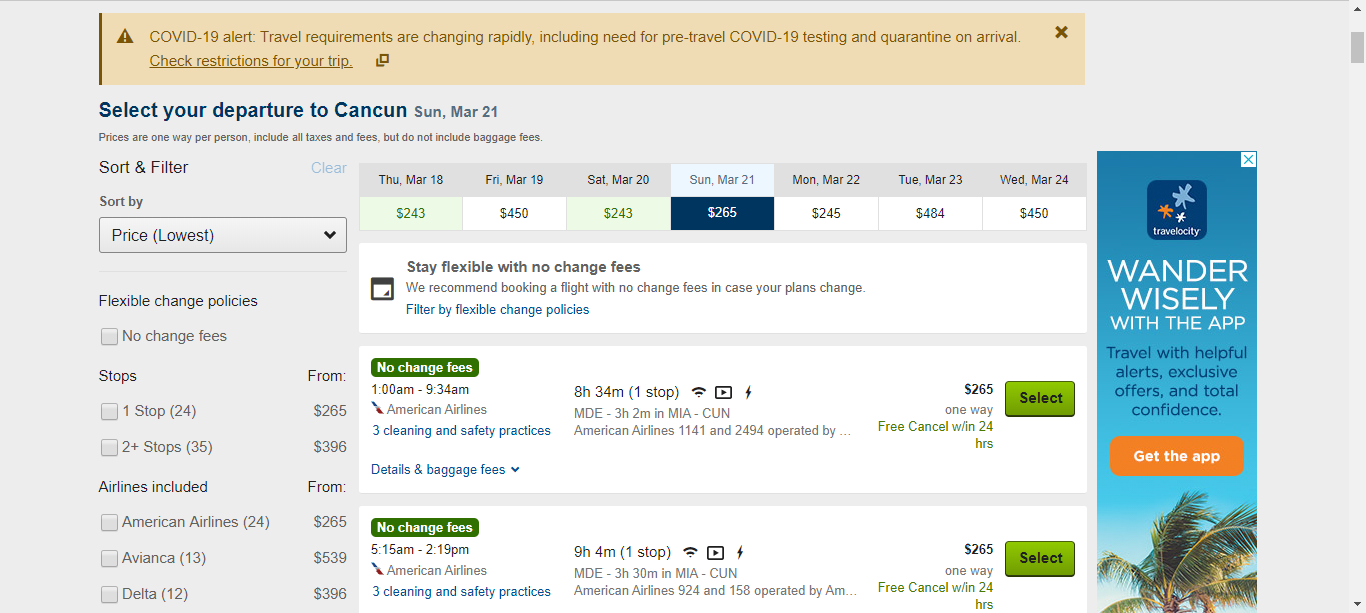 COVID-19 alert: Travel requirements are changing rapidly, including need for pre-travel COVID-19 testing and quarantine on arrival.
Check restrictions for your trip.
Select your departure to Cancun Sun, Mar 21
Prices are one way per person, include all taxes and fees, but do not include baggage fees.
Sort & Filter Clear
Sort by
Price (Lowest)
Flexible change policies
No change fees
Stops From:
1 Stop (24) $265
2+ Stops (35) $396
Airlines included From:
American Airlines (24) $265
Avianca (13) $539
Delta (12) $396
Thu, Mar 18 Fri, Mar 19 Sat, Mar 20 Sun, Mar 21 Mon, Mar 22 Tue, Mar 23 Wed, Mar 24
$243 $450 $243 $265 $245 $484 $450
Stay flexible with no change fees
We recommend booking a flight with no change fees in case your plans change.
Filter by flexible change policies
No change fees
1:00am - 9:34am
American Airlines
3 cleaning and safety practices
Details & baggage fees
8h 34m (1 stop)
MDE - 3h 2m in MIA - CUN
American Airlines 1141 and 2494 operated by ...
$265
one way
Free Cancel w/in 24
hrs
Select
No change fees
5:15am - 2:19pm
American Airlines
3 cleaning and safety practices
9h 4m (1 stop)
MDE - 3h 30m in MIA - CUN
American Airlines 924 and 158 operated by Am...
$265
one way
Free Cancel w/in 24
hrs
Select
travelocity
WANDER
WISELY
WITH THE APP
Travel with helpful
alerts, exclusive
offers, and total
confidence.
Get the app